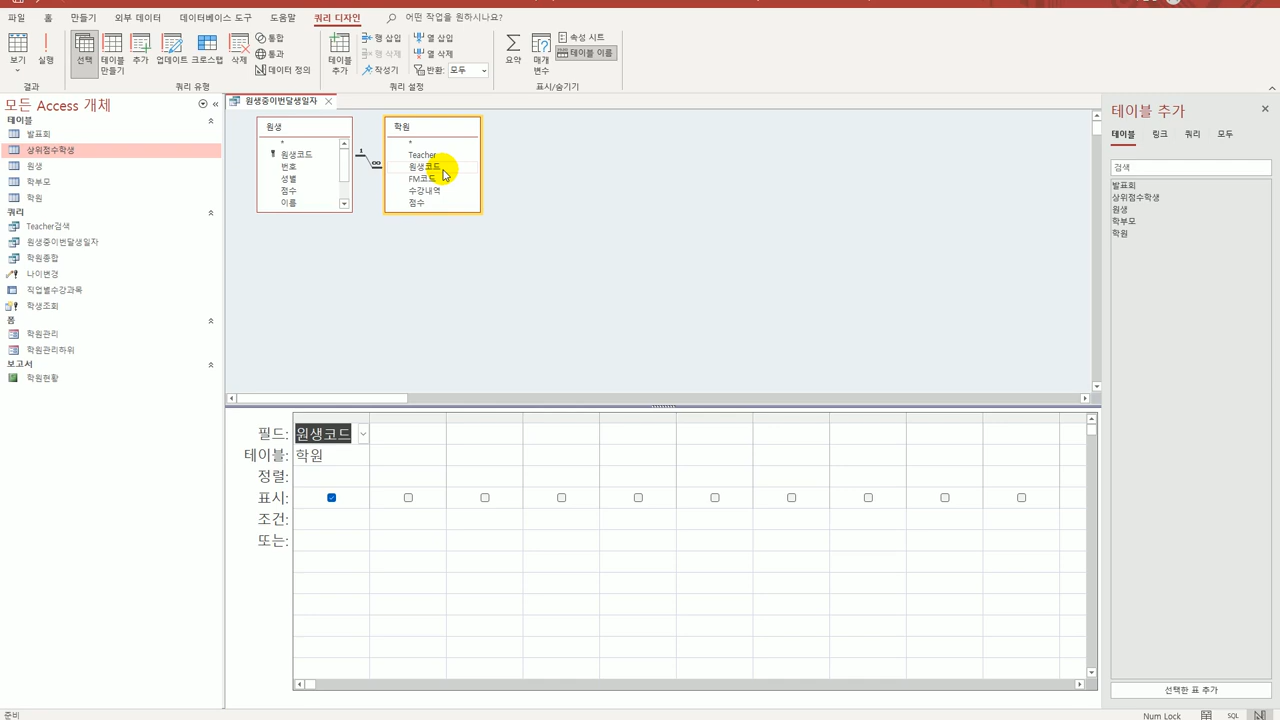 파일 홈 만들기 외부 데이터 데이터베이스 도구 도움말 쿼리 디자인 어떤 작업을 원하시나요?
보기 실행 선택 테이블 만들기 추가 업데이트 크로스탭 삭제 통합 통과 데이터 정의 테이블 추가 행 삽입 행 삭제 작성기 열 삽입 열 삭제 반환: 모두 요약 매개 변수 속성 시트 테이블 이름
결과 쿼리 유형 쿼리 설정 표시/숨기기
모든 Access 개체
테이블
발표회
상위점수학생
원생
학부모
학원
쿼리
Teacher검색
원생중이번달생일자
학원종합
나이변경
직업별수강과목
학생조회
폼
학원관리
학원관리하위
보고서
학원현황
원생중이번달생일자
원생
*
원생코드
번호
성별
점수
이름
1
∞
학원
*
Teacher
원생코드
FM코드
수강내역
점수
필드: 원생코드
테이블: 학원
정렬:
표시:
조건:
또는:
테이블 추가
테이블 링크 쿼리 모두
검색
발표회
상위점수학생
원생
학부모
학원
선택한 표 추가
준비
Num Lock SQL